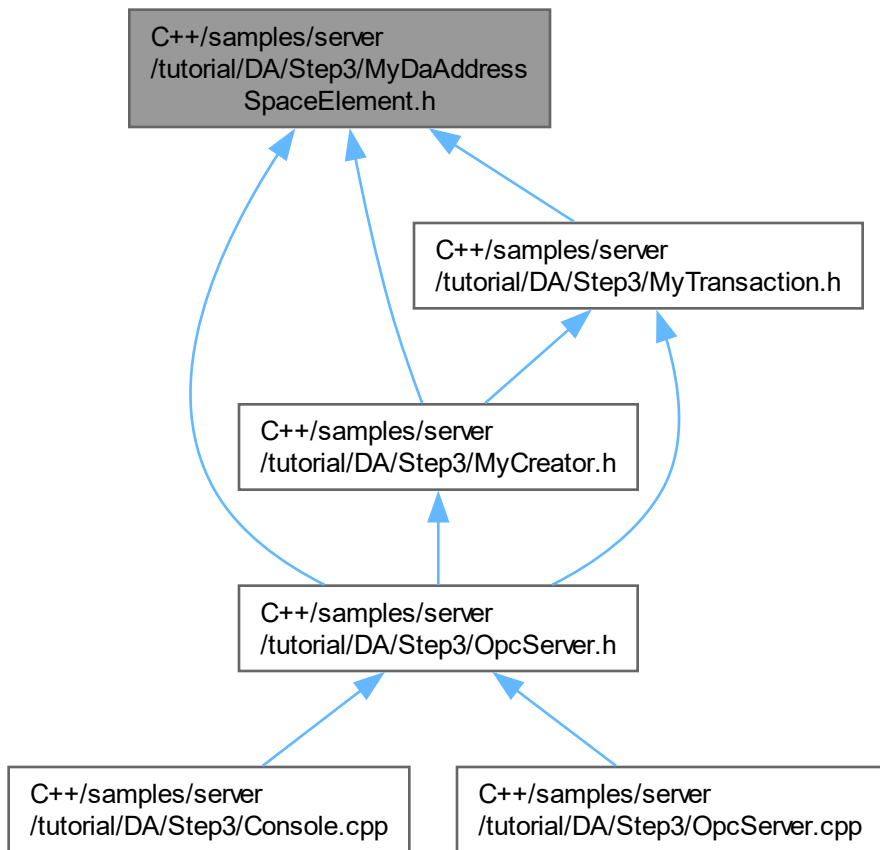 C++/samples/server
/tutorial/DA/Step3/MyDaAddress
SpaceElement.h
C++/samples/server
/tutorial/DA/Step3/MyTransaction.h
C++/samples/server
/tutorial/DA/Step3/MyCreator.h
C++/samples/server
/tutorial/DA/Step3/OpcServer.h
C++/samples/server
/tutorial/DA/Step3/Console.cpp
C++/samples/server
/tutorial/DA/Step3/OpcServer.cpp